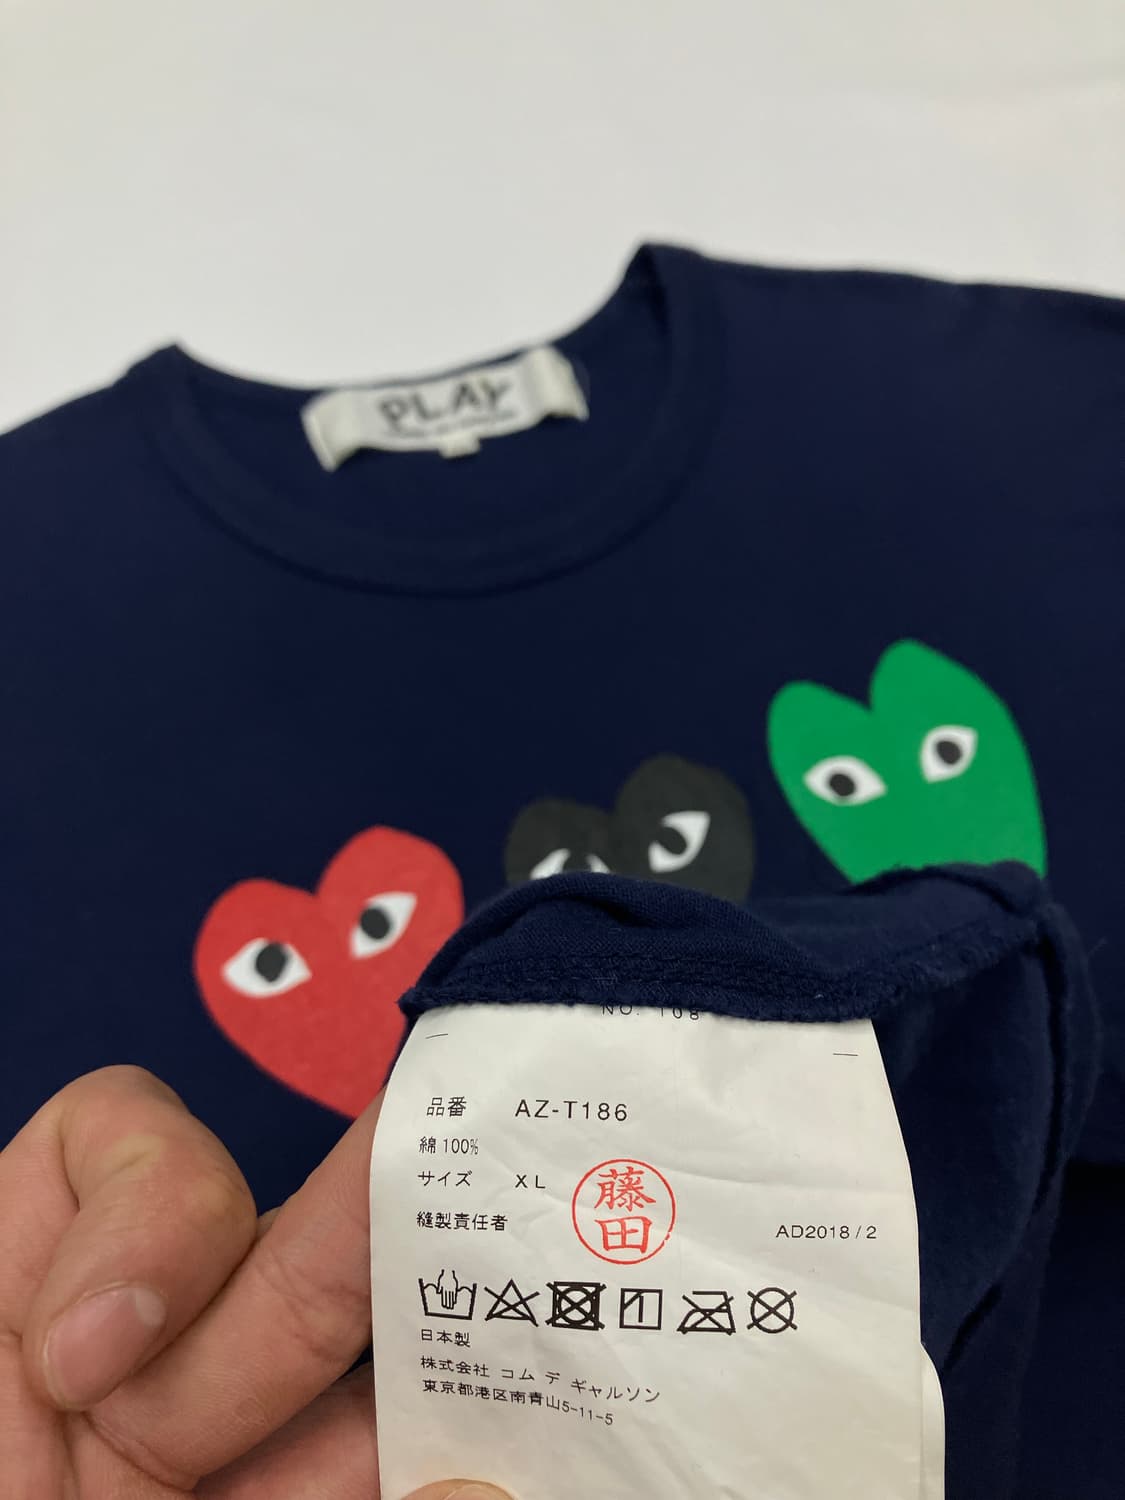 PLAY
NO. 108
品番 AZ-T186
綿 100%
サイズ XL
縫製責任者 藤田 AD2018/2
日本製
株式会社 コム デ ギャルソン
東京都港区南青山5-11-5